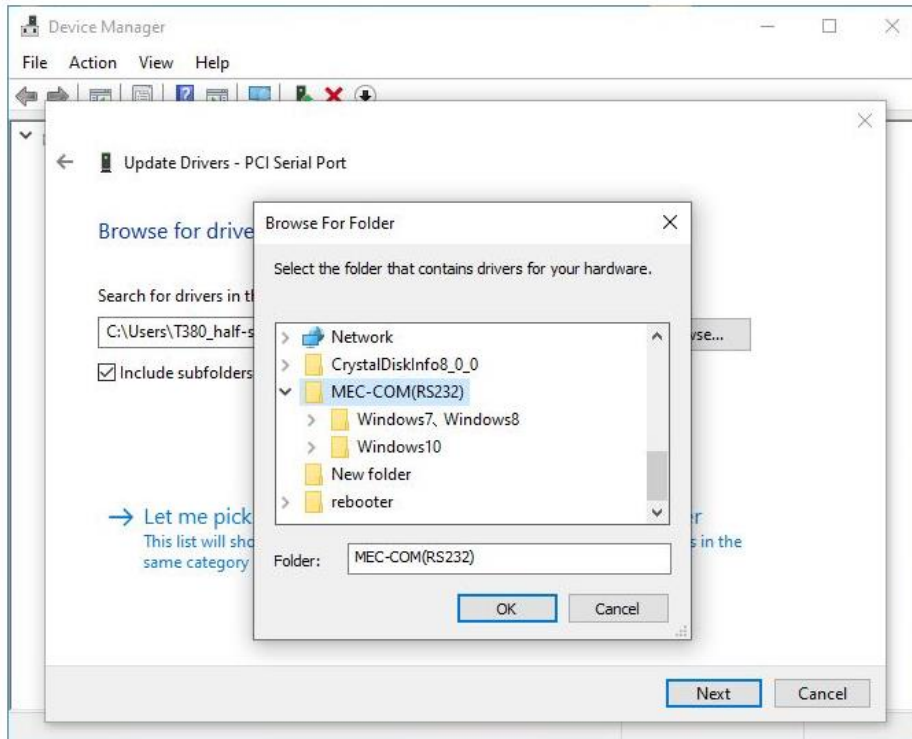 Device Manager
File Action View Help
Update Drivers - PCI Serial Port
Browse For Folder
Browse for
Select the folder that contains drivers for your hardware.
Search for drivers in
C:\Users\T380_half-s
Network
Include subfolders
CrystalDiskInfo8_0_0
MEC-COM(RS232)
Windows7、Windows8
Windows10
New folder
rebooter
Let me pick
This list will
same category
s in the
Folder: MEC-COM(RS232)
OK Cancel
Next Cancel